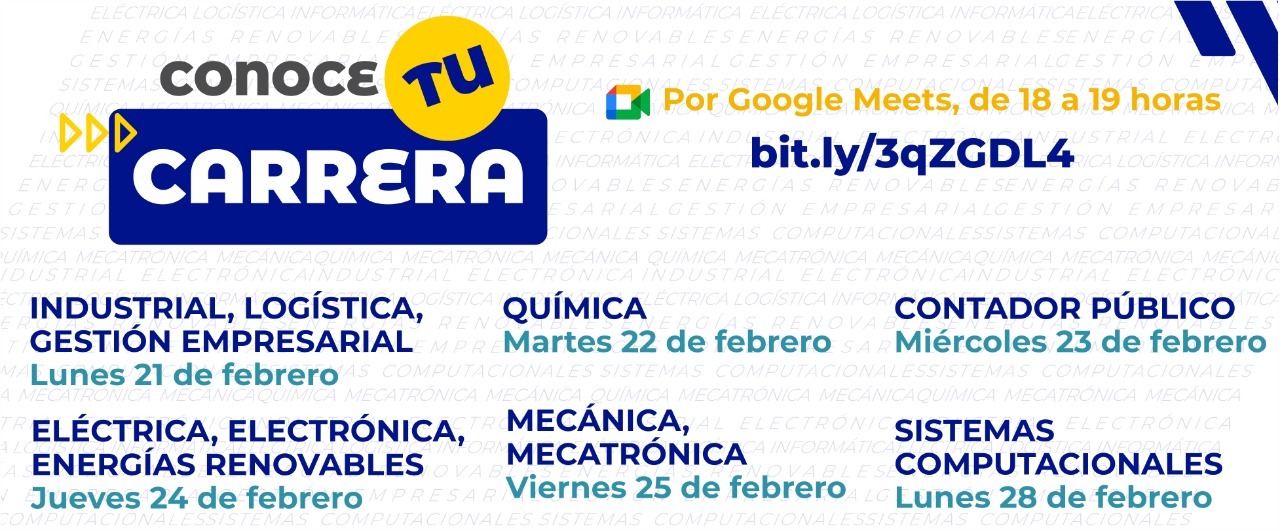 CONOCE TU
CARRERA
Por Google Meets, de 18 a 19 horas
bit.ly/3qZGDL4
INDUSTRIAL, LOGÍSTICA,
GESTIÓN EMPRESARIAL
Lunes 21 de febrero
QUÍMICA
Martes 22 de febrero
CONTADOR PÚBLICO
Miércoles 23 de febrero
ELÉCTRICA, ELECTRÓNICA,
ENERGÍAS RENOVABLES
Jueves 24 de febrero
MECÁNICA,
MECATRÓNICA
Viernes 25 de febrero
SISTEMAS
COMPUTACIONALES
Lunes 28 de febrero